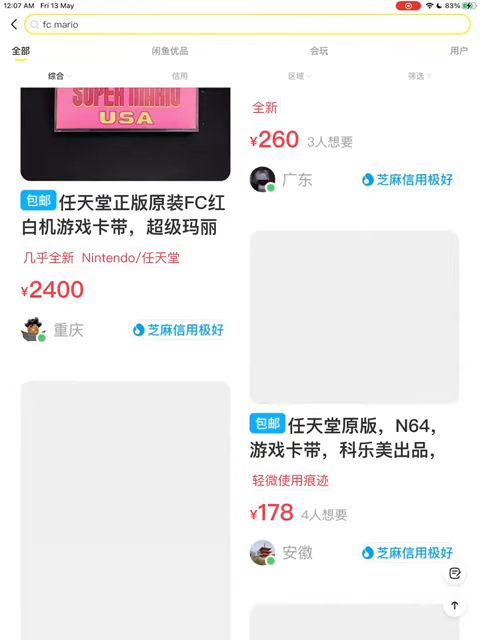 12:07 AM Fri 13 May
83%
fc mario
全部 闲鱼优品 会玩 用户
综合 信用 区域 筛选
SUPER MARIO
USA
包邮 任天堂正版原装FC红
白机游戏卡带，超级玛丽
几乎全新 Nintendo/任天堂
¥2400
重庆 芝麻信用极好
全新
¥260 3人想要
广东 芝麻信用极好
包邮 任天堂原版，N64，
游戏卡带，科乐美出品，
轻微使用痕迹
¥178 4人想要
安徽 芝麻信用极好